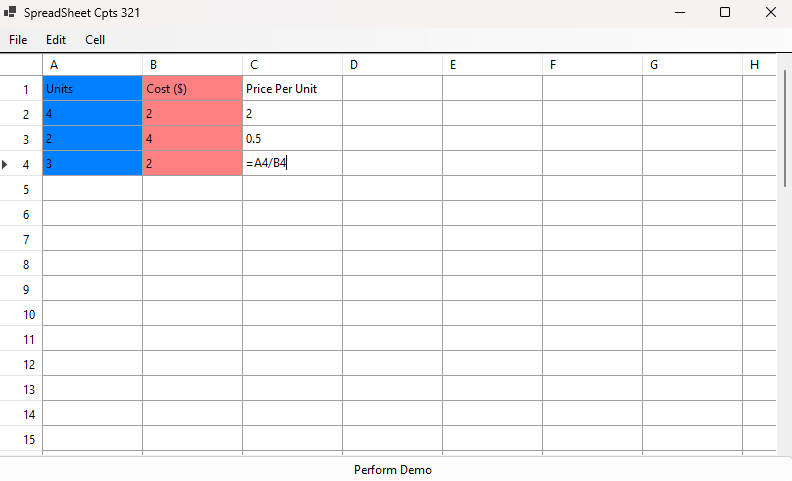 SpreadSheet Cpts 321
File Edit Cell
A B C D E F G H
1 Units Cost ($) Price Per Unit
2 4 2 2
3 2 4 0.5
4 3 2 =A4/B4
5
6
7
8
9
10
11
12
13
14
15
Perform Demo